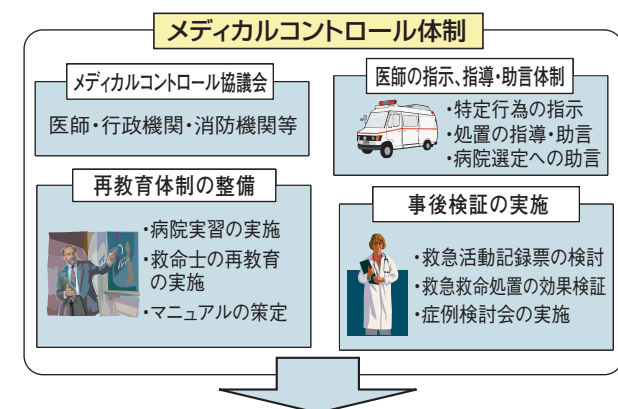 メディカルコントロール体制
メディカルコントロール協議会
医師・行政機関・消防機関等
医師の指示、指導・助言体制
・特定行為の指示
・処置の指導・助言
・病院選定への助言
再教育体制の整備
・病院実習の実施
・救命士の再教育
の実施
・マニュアルの策定
事後検証の実施
・救急活動記録票の検討
・救急救命処置の効果検証
・症例検討会の実施